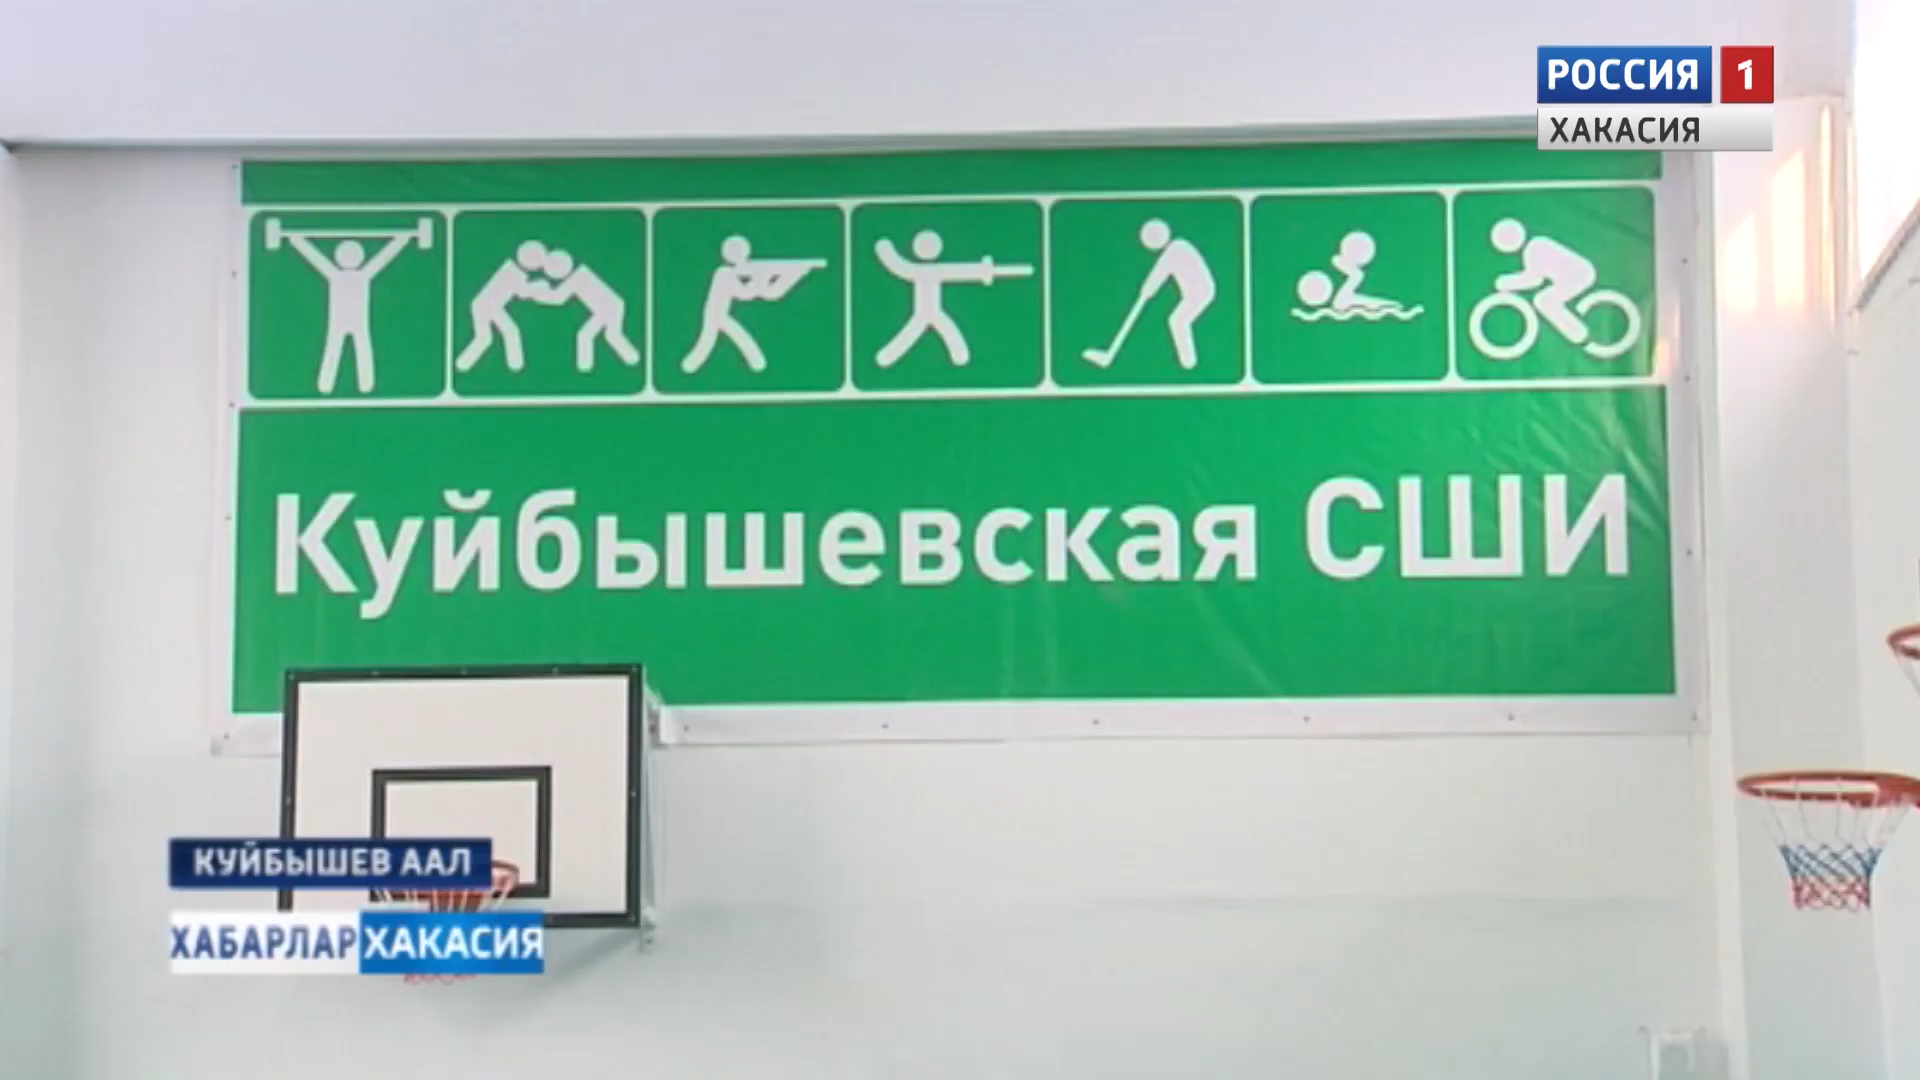 РОССИЯ 1
ХАКАСИЯ
Куйбышевская СШИ
КУЙБЫШЕВ ААЛ
ХАБАРЛАР ХАКАСИЯ